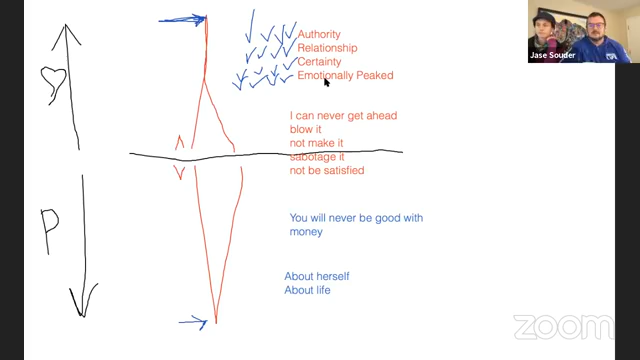 Authority
Relationship
Certainty
Emotionally Peaked
I can never get ahead
blow it
not make it
sabotage it
not be satisfied
P
You will never be good with
money
About herself
About life
Jase Souder
zoom